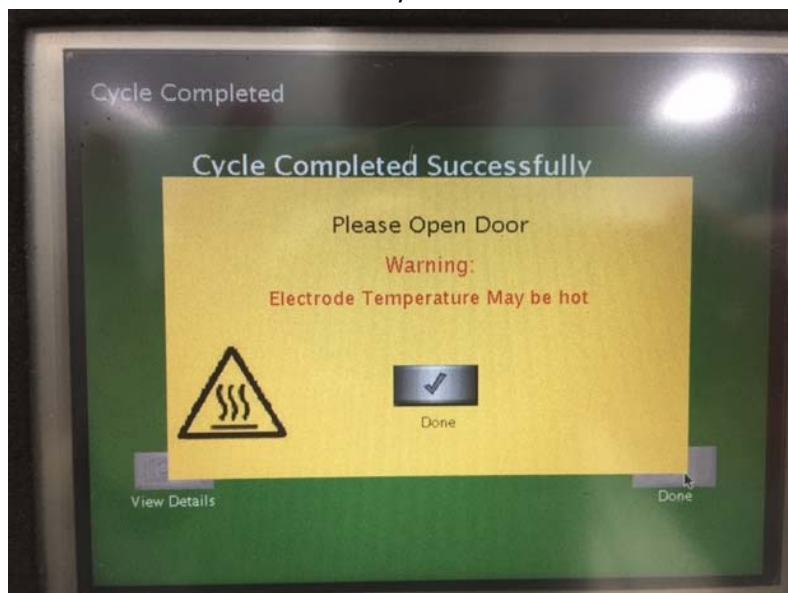 Cycle Completed
Cycle Completed Successfully
Please Open Door
Warning:
Electrode Temperature May be hot
Done
View Details
Done